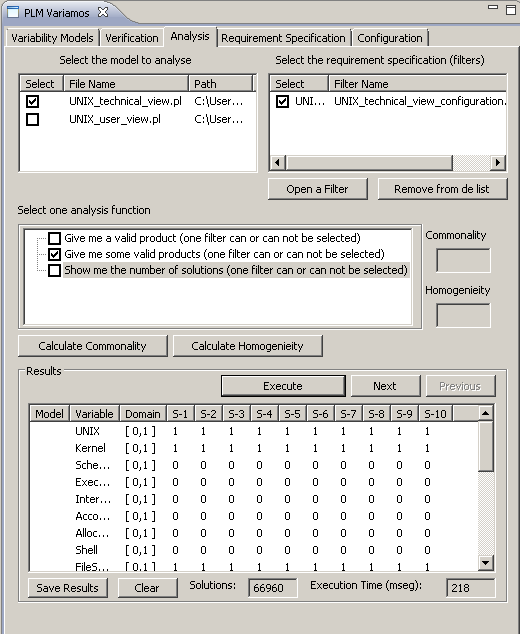 PLM Variamos
Variability Models Verification Analysis Requirement Specification Configuration
Select the model to analyse
Select the requirement specification (filters)
Select File Name Path
UNIX_technical_view.pl C:\User...
UNIX_user_view.pl C:\User...
Select Filter Name
UNI... UNIX_technical_view_configuration.
Open a Filter Remove from de list
Select one analysis function
Give me a valid product (one filter can or can not be selected)
Give me some valid products (one filter can or can not be selected)
Show me the number of solutions (one filter can or can not be selected)
Commonality
Homogenieity
Calculate Commonality Calculate Homogenieity
Results
Execute Next Previous
Model Variable Domain S-1 S-2 S-3 S-4 S-5 S-6 S-7 S-8 S-9 S-10
UNIX [ 0,1 ] 1 1 1 1 1 1 1 1 1 1
Kernel [ 0,1 ] 1 1 1 1 1 1 1 1 1 1
Sche... [ 0,1 ] 0 0 0 0 0 0 0 0 0 0
Exec... [ 0,1 ] 0 0 0 0 0 0 0 0 0 0
Inter... [ 0,1 ] 0 0 0 0 0 0 0 0 0 0
Acco... [ 0,1 ] 0 0 0 0 0 0 0 0 0 0
Alloc... [ 0,1 ] 0 0 0 0 0 0 0 0 0 0
Shell [ 0,1 ] 0 0 0 0 0 0 0 0 0 0
FileS... [ 0,1 ] 1 1 1 1 1 1 1 1 1 1
Save Results Clear Solutions: 66960 Execution Time (mseg): 218